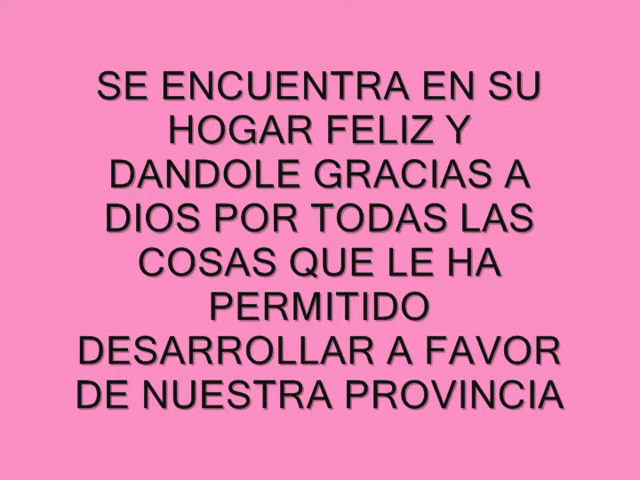 SE ENCUENTRA EN SU
HOGAR FELIZ Y
DANDOLE GRACIAS A
DIOS POR TODAS LAS
COSAS QUE LE HA
PERMITIDO
DESARROLLAR A FAVOR
DE NUESTRA PROVINCIA